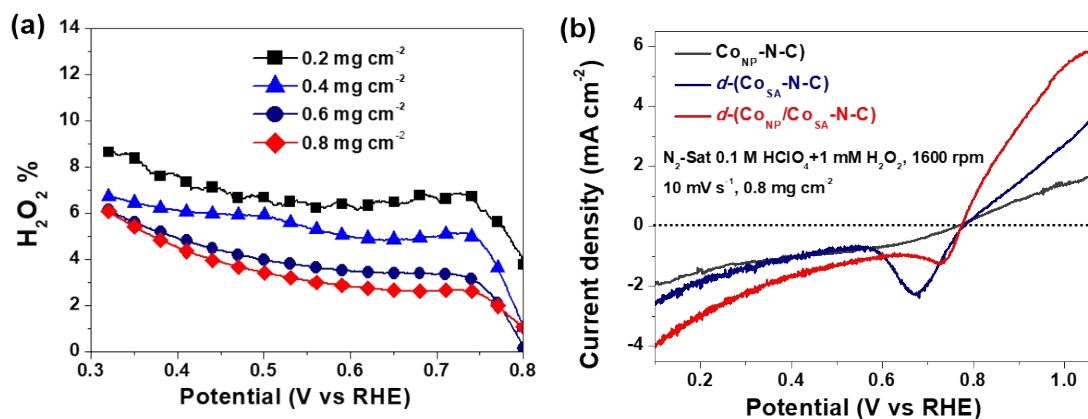 (a)
14
12
10
8
6
4
2
0
H₂O₂ %
0.2 mg cm⁻²
0.4 mg cm⁻²
0.6 mg cm⁻²
0.8 mg cm⁻²
0.3 0.4 0.5 0.6 0.7 0.8
Potential (V vs RHE)
(b)
6
4
2
0
-2
-4
Current density (mA cm⁻²)
Co_NP-N-C)
d-(Co_SA-N-C)
d-(Co_NP/Co_SA-N-C)
N₂-Sat 0.1 M HClO₄+1 mM H₂O₂, 1600 rpm
10 mV s⁻¹, 0.8 mg cm⁻²
0.2 0.4 0.6 0.8 1.0
Potential (V vs RHE)